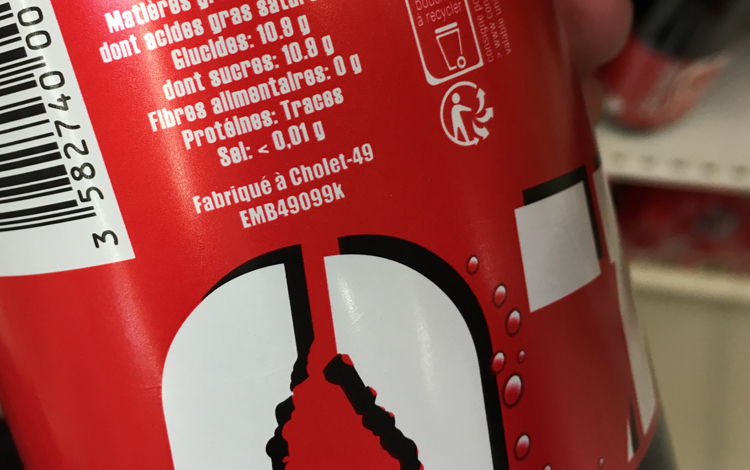 dont acides gras
Glucides: 10.9 g
dont sucres: 10.9 g
Fibres alimentaires: 0 g
Protéines: Traces
Sel: < 0,01 g
Fabriqué à Cholet-49
EMB49099k
à recycler
3 582740 00